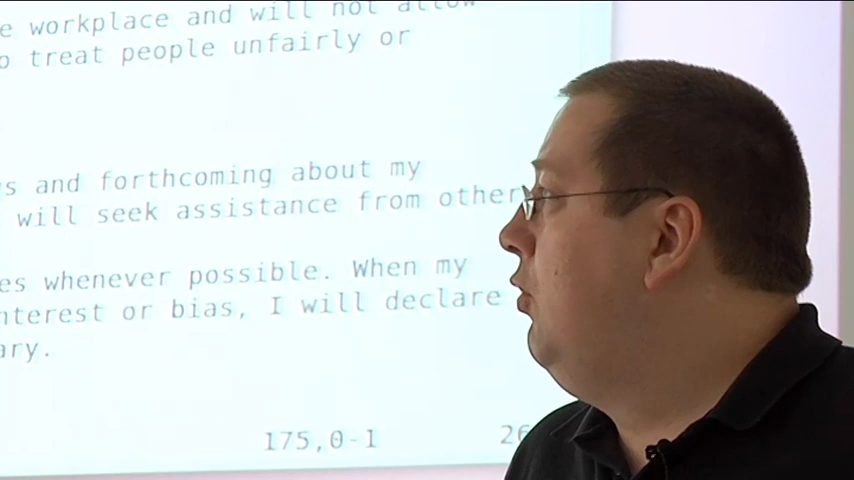 e workplace and will not allow
o treat people unfairly or
s and forthcoming about my
will seek assistance from other
es whenever possible. When my
nterest or bias, I will declare
ary.
175,0-1 26